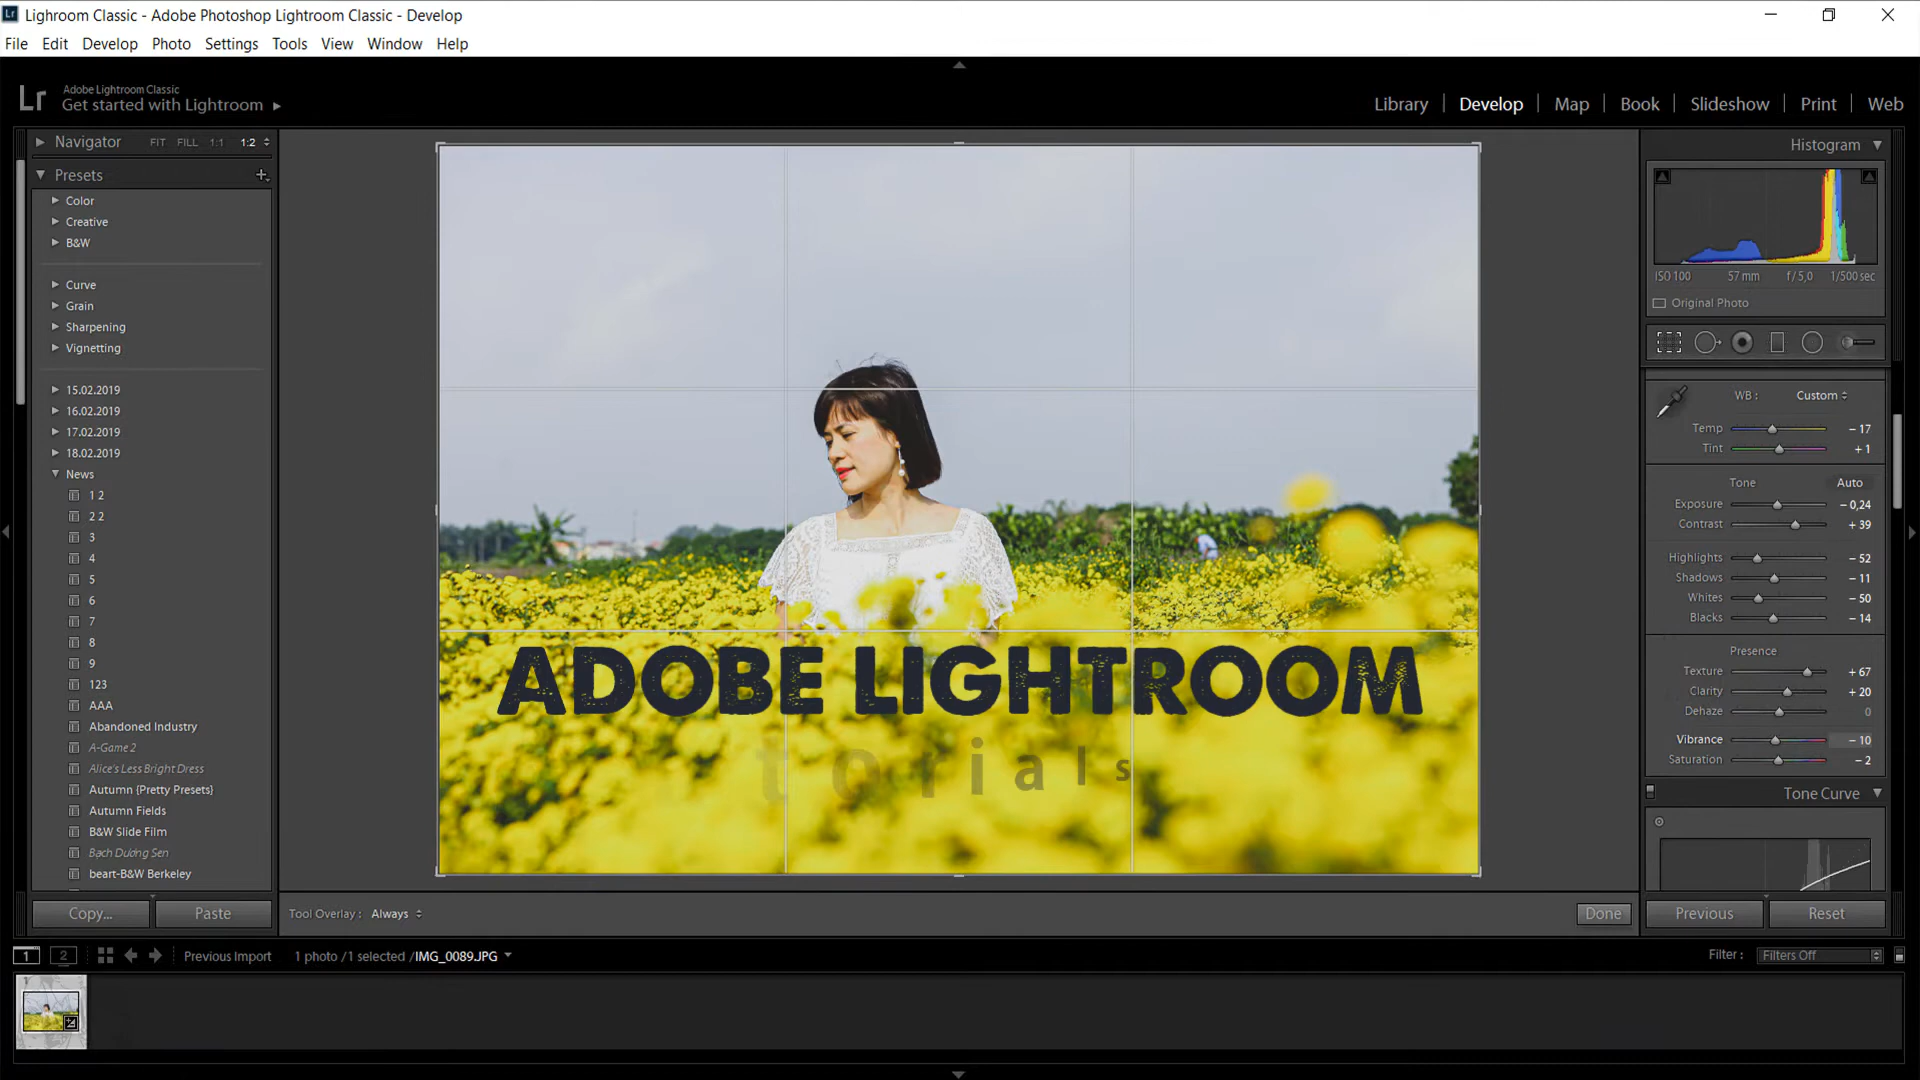 Lighroom Classic - Adobe Photoshop Lightroom Classic - Develop
File Edit Develop Photo Settings Tools View Window Help
Lr
Adobe Lightroom Classic
Get started with Lightroom
Library | Develop | Map | Book | Slideshow | Print | Web
Navigator FIT FILL 1:1 1:2
Presets +
Color
Creative
B&W
Curve
Grain
Sharpening
Vignetting
15.02.2019
16.02.2019
17.02.2019
18.02.2019
News
1 2
2 2
3
4
5
6
7
8
9
123
AAA
Abandoned Industry
A-Game 2
Alice's Less Bright Dress
Autumn {Pretty Presets}
Autumn Fields
B&W Slide Film
Bạch Dương Sen
beart-B&W Berkeley
Copy... Paste
ADOBE LIGHTROOM
torials
Tool Overlay : Always
Done
Histogram
ISO 100 57 mm f / 5,0 1/500 sec
Original Photo
WB : Custom
Temp – 17
Tint + 1
Tone Auto
Exposure – 0,24
Contrast + 39
Highlights – 52
Shadows – 11
Whites – 50
Blacks – 14
Presence
Texture + 67
Clarity + 20
Dehaze 0
Vibrance – 10
Saturation – 2
Tone Curve
Previous Reset
1 2 Previous Import 1 photo / 1 selected / IMG_0089.JPG
Filter : Filters Off
1